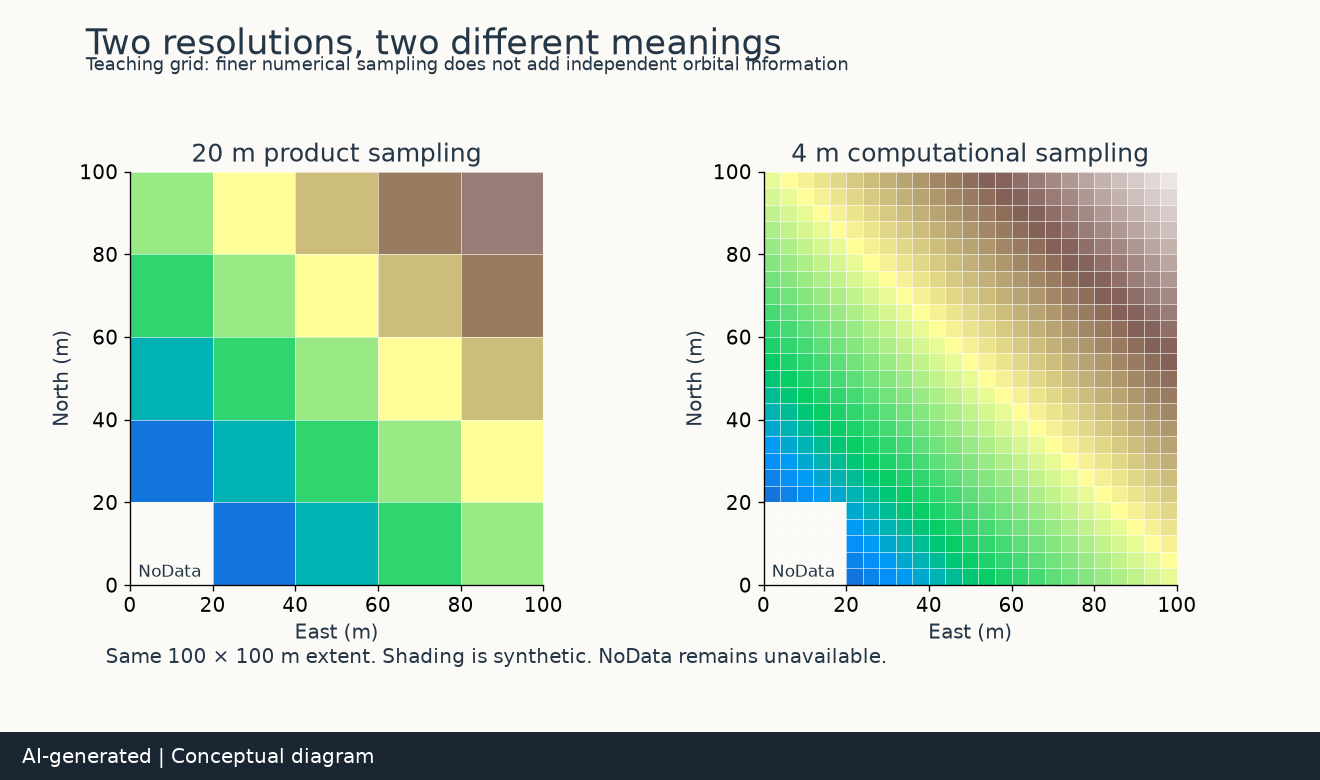 Two resolutions, two different meanings
Teaching grid: finer numerical sampling does not add independent orbital information
20 m product sampling
100
80
60
40
20
0
North (m)
NoData
0 20 40 60 80 100
East (m)
4 m computational sampling
100
80
60
40
20
0
North (m)
NoData
0 20 40 60 80 100
East (m)
Same 100 × 100 m extent. Shading is synthetic. NoData remains unavailable.
AI-generated | Conceptual diagram